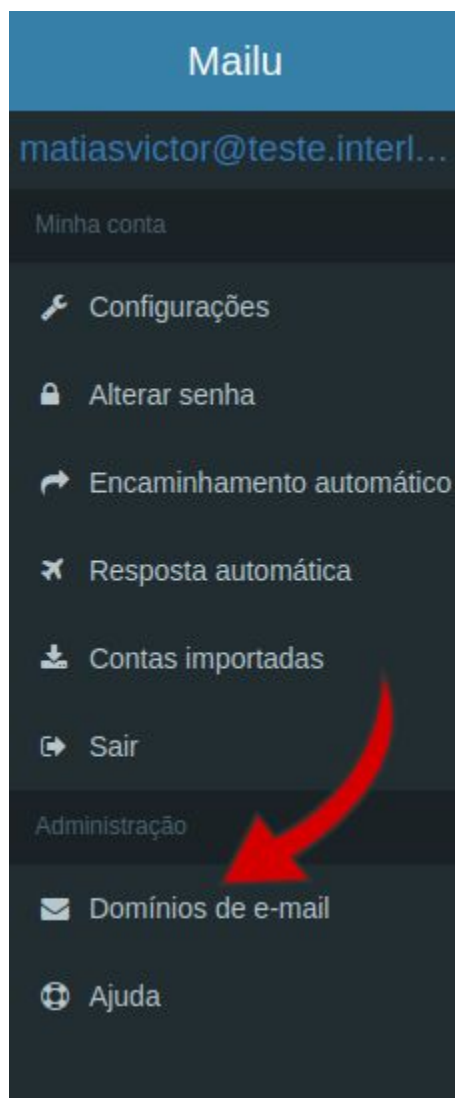 Mailu
matiasvictor@teste.interl...
Minha conta
Configurações
Alterar senha
Encaminhamento automático
Resposta automática
Contas importadas
Sair
Administração
Domínios de e-mail
Ajuda